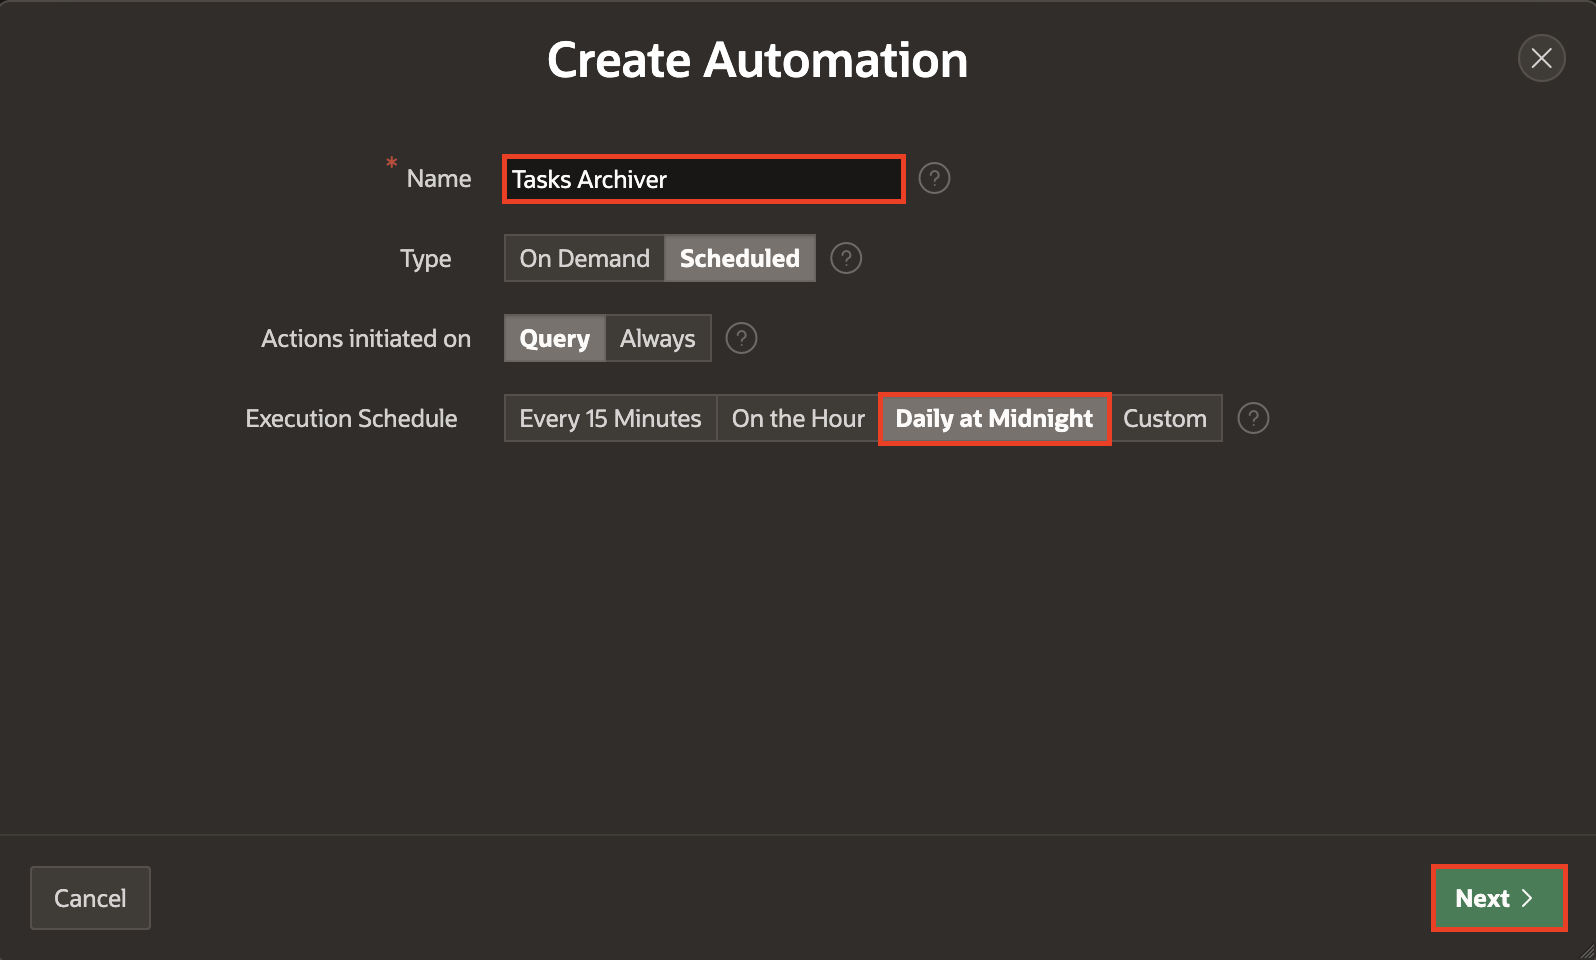 Create Automation
* Name Tasks Archiver ?
Type On Demand Scheduled ?
Actions initiated on Query Always ?
Execution Schedule Every 15 Minutes On the Hour Daily at Midnight Custom ?
Cancel Next